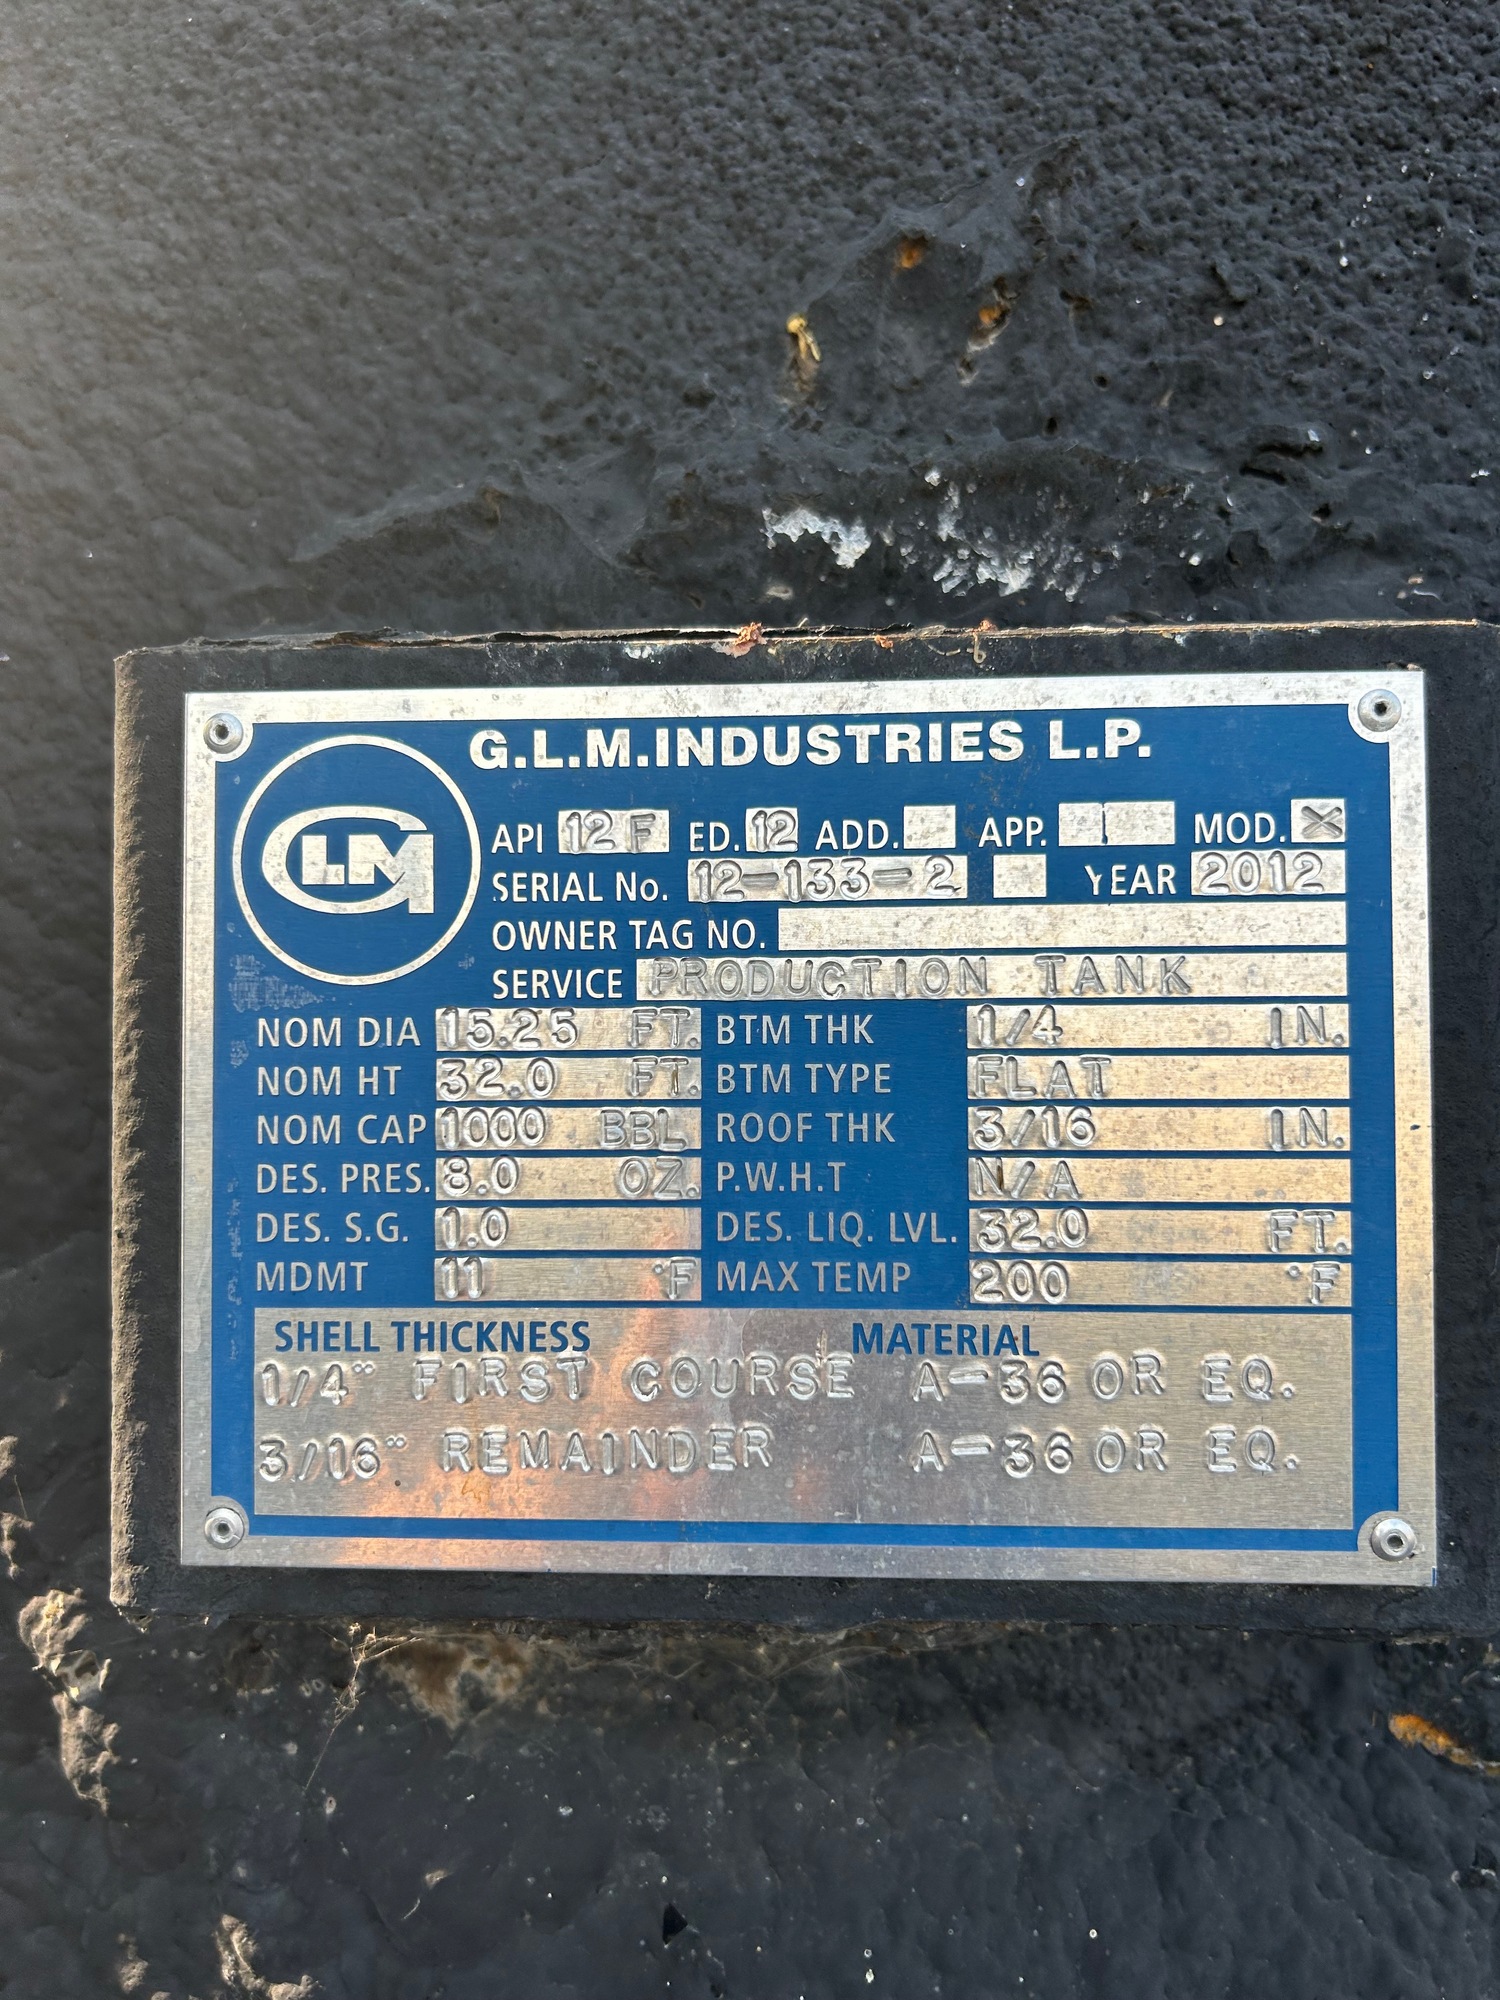 G.L.M.INDUSTRIES L.P.
GLM
API 12 F ED. 12 ADD. APP. MOD. X
SERIAL No. 12-133-2 YEAR 2012
OWNER TAG NO.
SERVICE PRODUCTION TANK
NOM DIA 15.25 FT. BTM THK 1/4 IN.
NOM HT 32.0 FT. BTM TYPE FLAT
NOM CAP 1000 BBL ROOF THK 3/16 IN.
DES. PRES. 8.0 OZ. P.W.H.T N/A
DES. S.G. 1.0 DES. LIQ. LVL. 32.0 FT.
MDMT 11 °F MAX TEMP 200 °F
SHELL THICKNESS MATERIAL
1/4" FIRST COURSE A-36 OR EQ.
3/16" REMAINDER A-36 OR EQ.